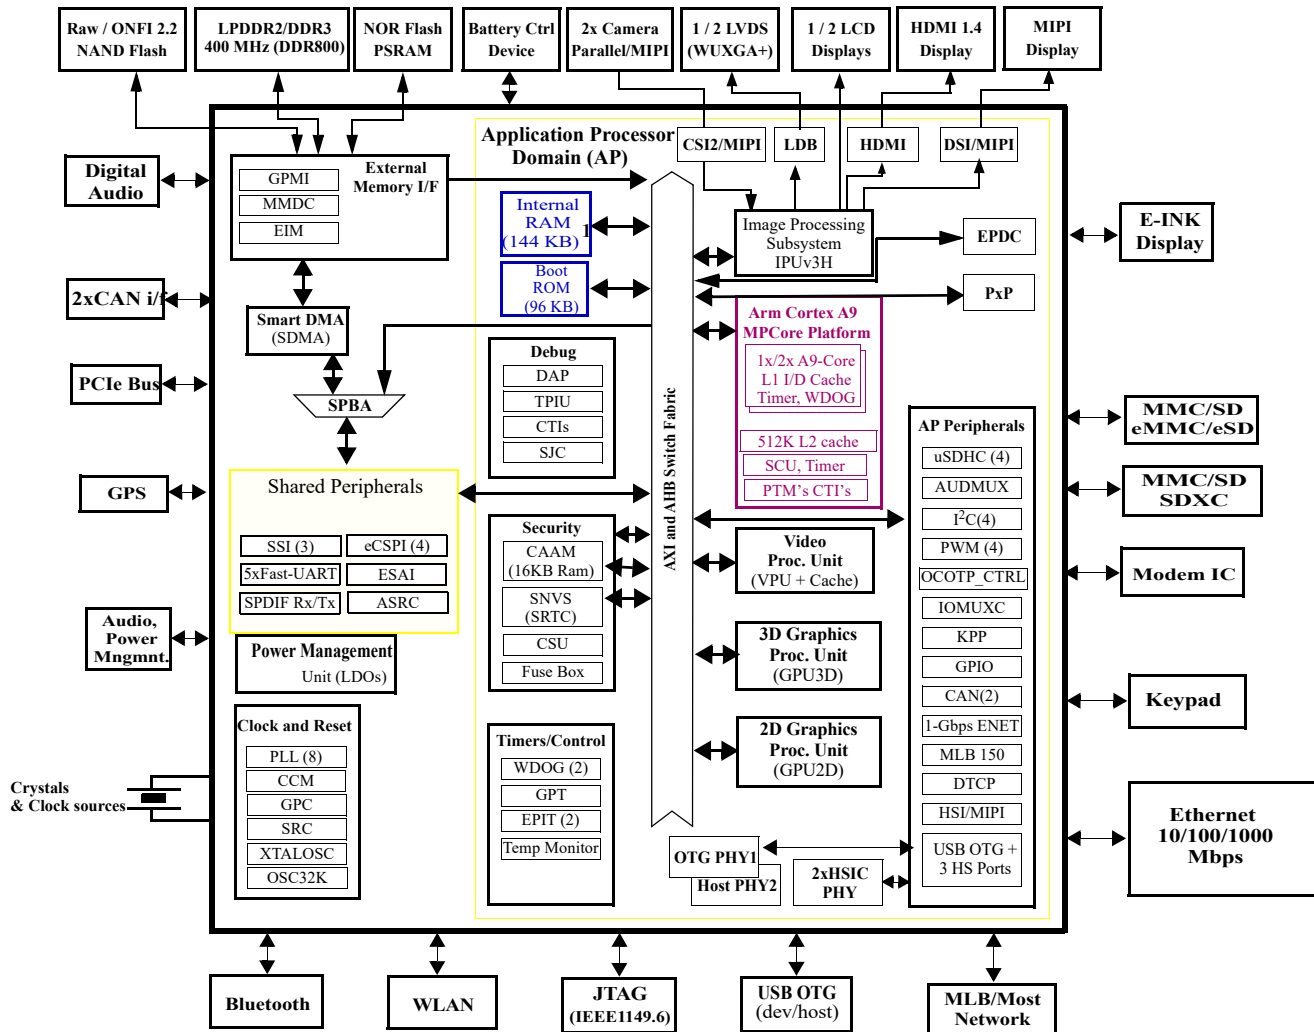 Raw / ONFI 2.2
NAND Flash
LPDDR2/DDR3
400 MHz (DDR800)
NOR Flash
PSRAM
Battery Ctrl
Device
2x Camera
Parallel/MIPI
1 / 2 LVDS
(WUXGA+)
1 / 2 LCD
Displays
HDMI 1.4
Display
MIPI
Display
Digital
Audio
2xCAN i/f
PCIe Bus
GPS
Audio,
Power
Mngmnt.
Crystals
& Clock sources
External
Memory I/F
GPMI
MMDC
EIM
Smart DMA
(SDMA)
SPBA
Shared Peripherals
SSI (3)
eCSPI (4)
5xFast-UART
ESAI
SPDIF Rx/Tx
ASRC
Power Management
Unit (LDOs)
Clock and Reset
PLL (8)
CCM
GPC
SRC
XTALOSC
OSC32K
Application Processor
Domain (AP)
Internal
RAM
(144 KB)
1
Boot
ROM
(96 KB)
Debug
DAP
TPIU
CTIs
SJC
Security
CAAM
(16KB Ram)
SNVS
(SRTC)
CSU
Fuse Box
Timers/Control
WDOG (2)
GPT
EPIT (2)
Temp Monitor
AXI and AHB Switch Fabric
CSI2/MIPI
LDB
HDMI
DSI/MIPI
Image Processing
Subsystem
IPUv3H
EPDC
PxP
Arm Cortex A9
MPCore Platform
1x/2x A9-Core
L1 I/D Cache
Timer, WDOG
512K L2 cache
SCU, Timer
PTM's CTI's
Video
Proc. Unit
(VPU + Cache)
3D Graphics
Proc. Unit
(GPU3D)
2D Graphics
Proc. Unit
(GPU2D)
OTG PHY1
Host PHY2
2xHSIC
PHY
AP Peripherals
uSDHC (4)
AUDMUX
I²C(4)
PWM (4)
OCOTP_CTRL
IOMUXC
KPP
GPIO
CAN(2)
1-Gbps ENET
MLB 150
DTCP
HSI/MIPI
USB OTG +
3 HS Ports
E-INK
Display
MMC/SD
eMMC/eSD
MMC/SD
SDXC
Modem IC
Keypad
Ethernet
10/100/1000
Mbps
Bluetooth
WLAN
JTAG
(IEEE1149.6)
USB OTG
(dev/host)
MLB/Most
Network